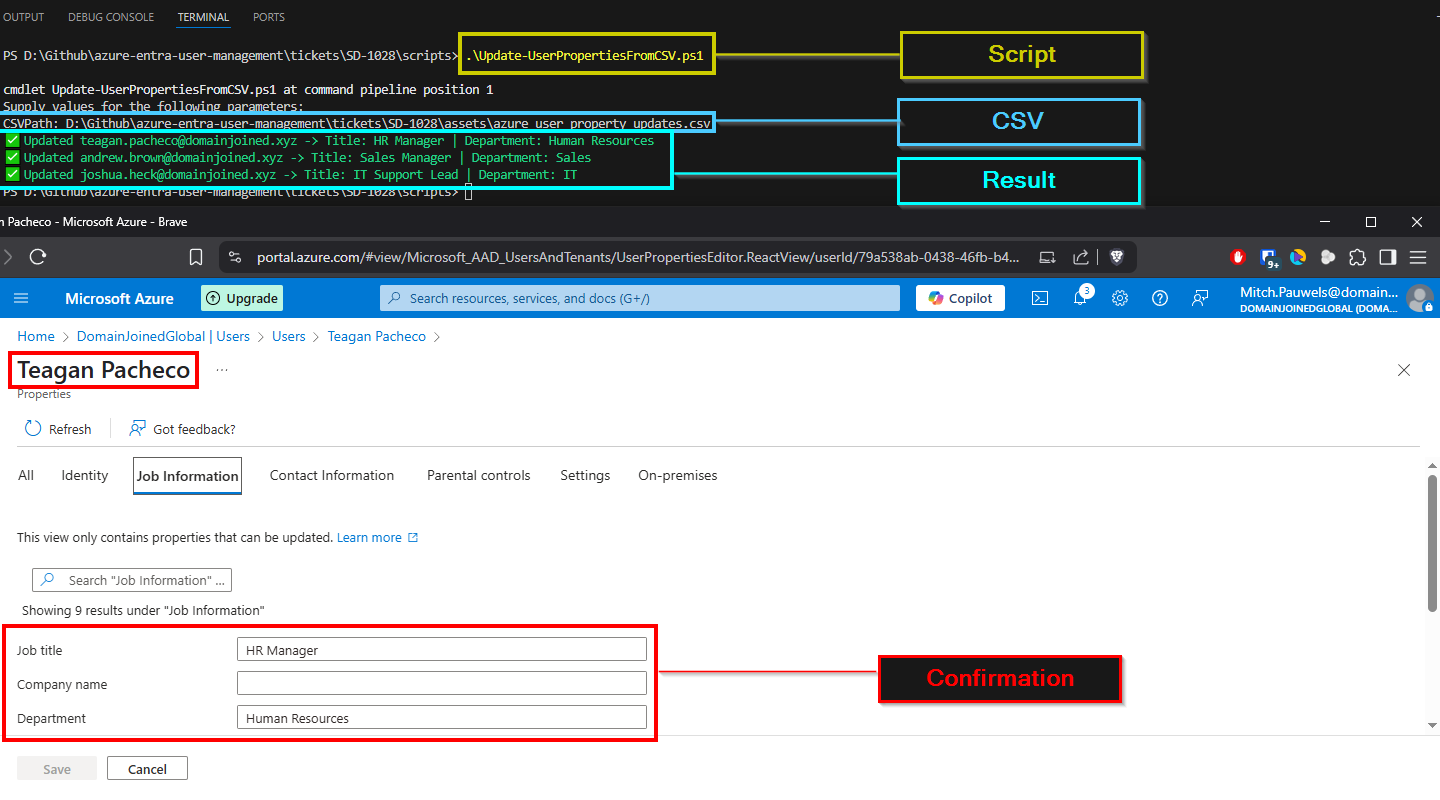 OUTPUT DEBUG CONSOLE TERMINAL PORTS
PS D:\Github\azure-entra-user-management\tickets\SD-1028\scripts> .\Update-UserPropertiesFromCSV.ps1
Script
cmdlet Update-UserPropertiesFromCSV.ps1 at command pipeline position 1
Supply values for the following parameters:
CSVPath: D:\Github\azure-entra-user-management\tickets\SD-1028\assets\azure_user_property_updates.csv
CSV
✅ Updated teagan.pacheco@domainjoined.xyz -> Title: HR Manager | Department: Human Resources
✅ Updated andrew.brown@domainjoined.xyz -> Title: Sales Manager | Department: Sales
✅ Updated joshua.heck@domainjoined.xyz -> Title: IT Support Lead | Department: IT
Result
PS D:\Github\azure-entra-user-management\tickets\SD-1028\scripts>
n Pacheco - Microsoft Azure - Brave
portal.azure.com/#view/Microsoft_AAD_UsersAndTenants/UserPropertiesEditor.ReactView/userId/79a538ab-0438-46fb-b4...
9+
Microsoft Azure
Upgrade
Search resources, services, and docs (G+/)
Copilot
3
Mitch.Pauwels@domain...
DOMAINJOINEDGLOBAL (DOMA...
Home > DomainJoinedGlobal | Users > Users > Teagan Pacheco >
Teagan Pacheco ...
Properties
Refresh
Got feedback?
All Identity Job Information Contact Information Parental controls Settings On-premises
This view only contains properties that can be updated. Learn more
Search "Job Information" ...
Showing 9 results under "Job Information"
Job title HR Manager
Company name
Department Human Resources
Confirmation
Save Cancel